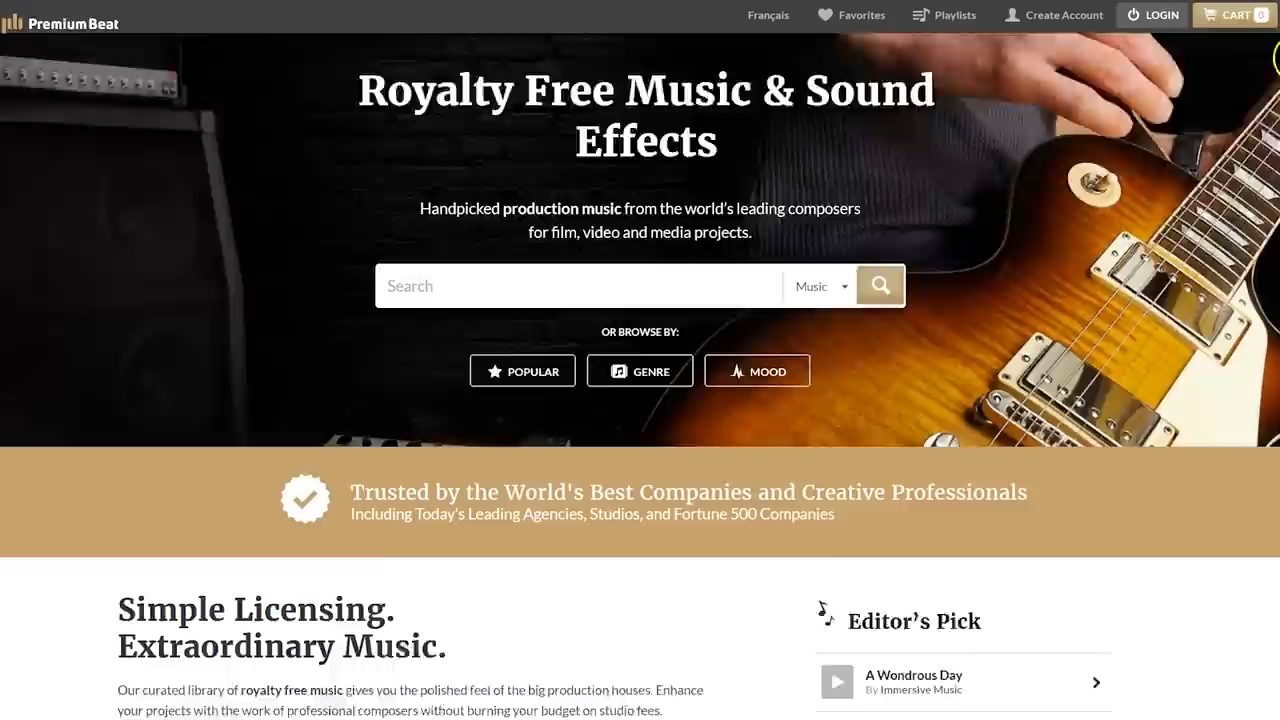 PremiumBeat
Français
Favorites
Playlists
Create Account
LOGIN
CART 0
Royalty Free Music & Sound
Effects
Handpicked production music from the world's leading composers
for film, video and media projects.
Search
Music
OR BROWSE BY:
POPULAR
GENRE
MOOD
Trusted by the World's Best Companies and Creative Professionals
Including Today's Leading Agencies, Studios, and Fortune 500 Companies
Simple Licensing.
Extraordinary Music.
Our curated library of royalty free music gives you the polished feel of the big production houses. Enhance
your projects with the work of professional composers without burning your budget on studio fees.
Editor's Pick
A Wondrous Day
By Immersive Music